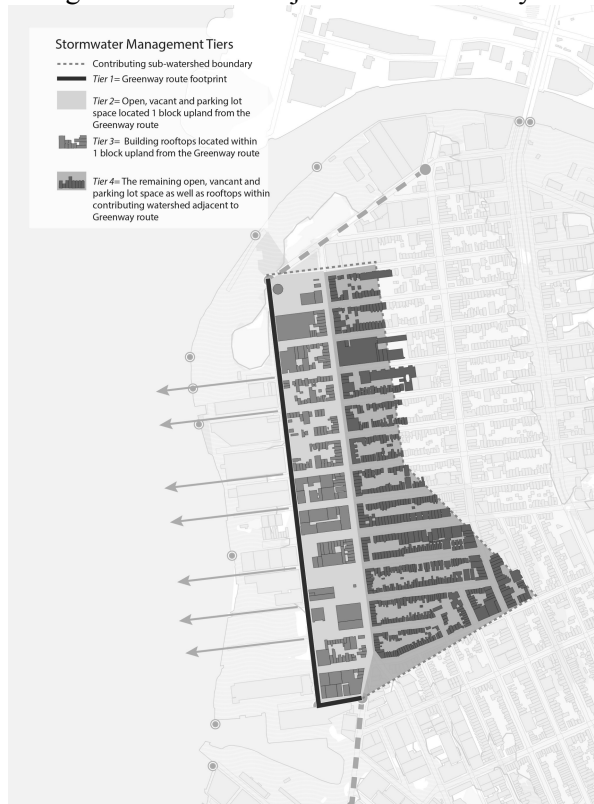 Stormwater Management Tiers
Contributing sub-watershed boundary
Tier 1= Greenway route footprint
Tier 2= Open, vacant and parking lot
space located 1 block upland from the
Greenway route
Tier 3= Building rooftops located within
1 block upland from the Greenway route
Tier 4= The remaining open, vancant and
parking lot space as well as rooftops within
contributing watershed adjacent to
Greenway route